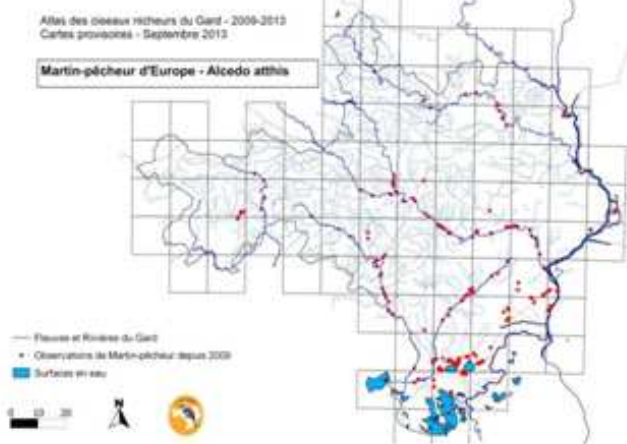 Atlas des oiseaux nicheurs du Gard - 2009-2013
Cartes provisoires - Septembre 2013
Martin-pêcheur d'Europe - Alcedo atthis
Fleuves et Rivières du Gard
Observations de Martin-pêcheur depuis 2009
Surfaces en eau
N
0 10 20